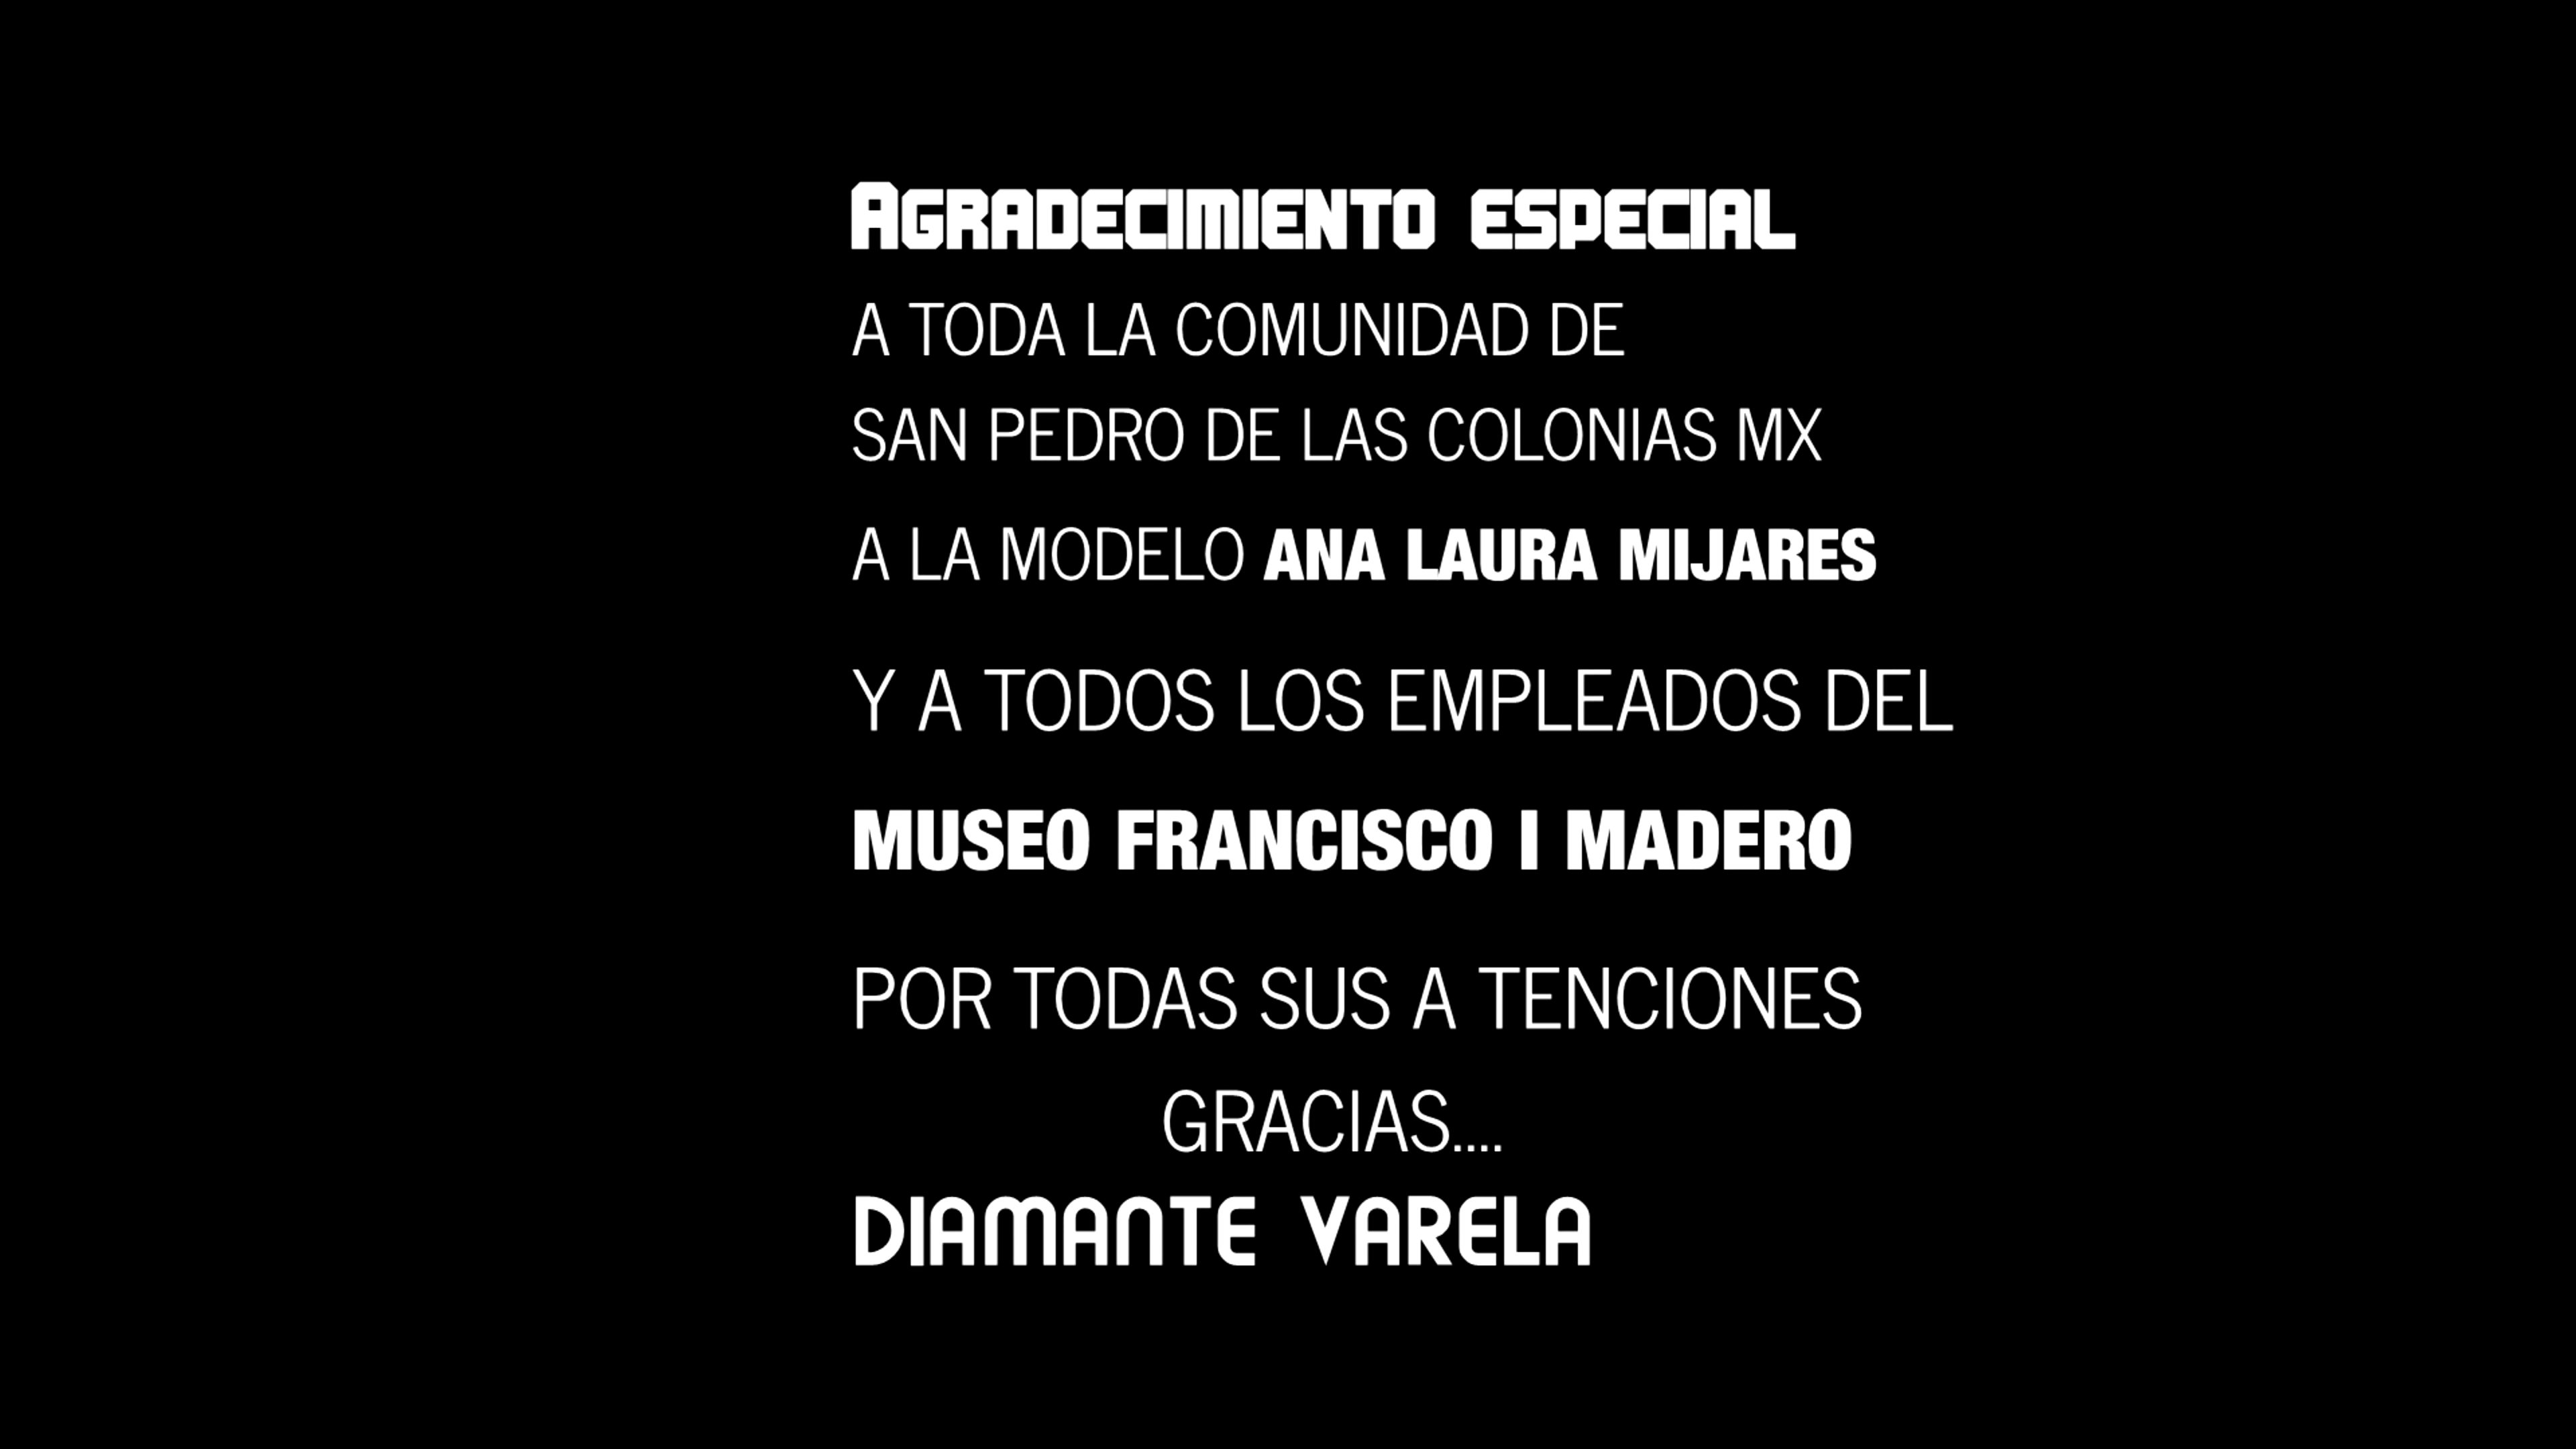 AGRADECIMIENTO ESPECIAL
A TODA LA COMUNIDAD DE
SAN PEDRO DE LAS COLONIAS MX
A LA MODELO ANA LAURA MIJARES
Y A TODOS LOS EMPLEADOS DEL
MUSEO FRANCISCO I MADERO
POR TODAS SUS A TENCIONES
GRACIAS....
DIAMANTE VARELA